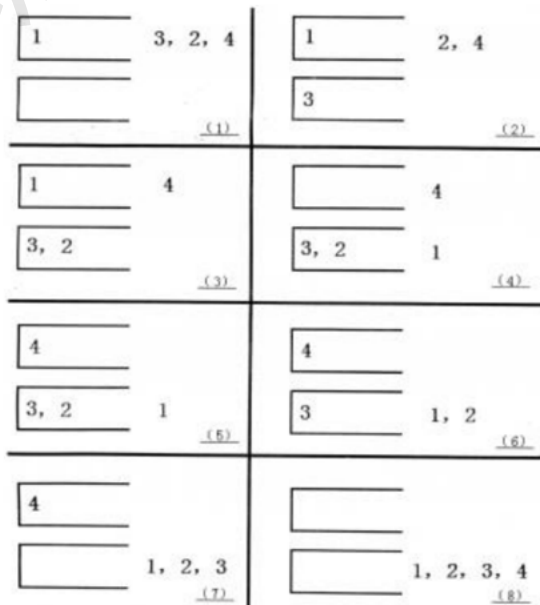 1 3, 2, 4
(1)
1 2, 4
3
(2)
1 4
3, 2
(3)
4
3, 2 1
(4)
4
3, 2 1
(5)
4
3 1, 2
(6)
4
1, 2, 3
(7)
1, 2, 3, 4
(8)